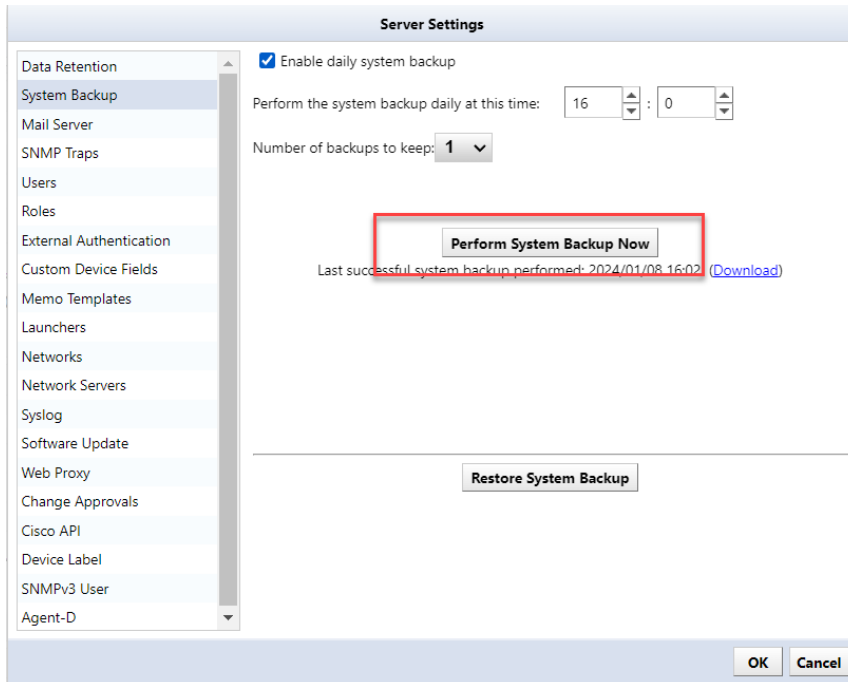 Server Settings
Data Retention
System Backup
Mail Server
SNMP Traps
Users
Roles
External Authentication
Custom Device Fields
Memo Templates
Launchers
Networks
Network Servers
Syslog
Software Update
Web Proxy
Change Approvals
Cisco API
Device Label
SNMPv3 User
Agent-D
Enable daily system backup
Perform the system backup daily at this time: 16 : 0
Number of backups to keep: 1
Perform System Backup Now
Last successful system backup performed: 2024/01/08 16:02 (Download)
Restore System Backup
OK Cancel